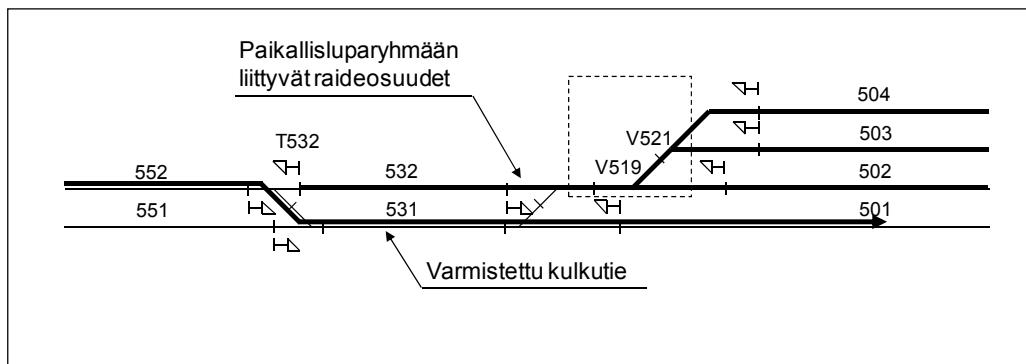 Paikallisluparyhmään
liittyvät raideosuudet
504
V521
503
T532
V519
552
532
502
551
531
501
Varmistettu kulkutie